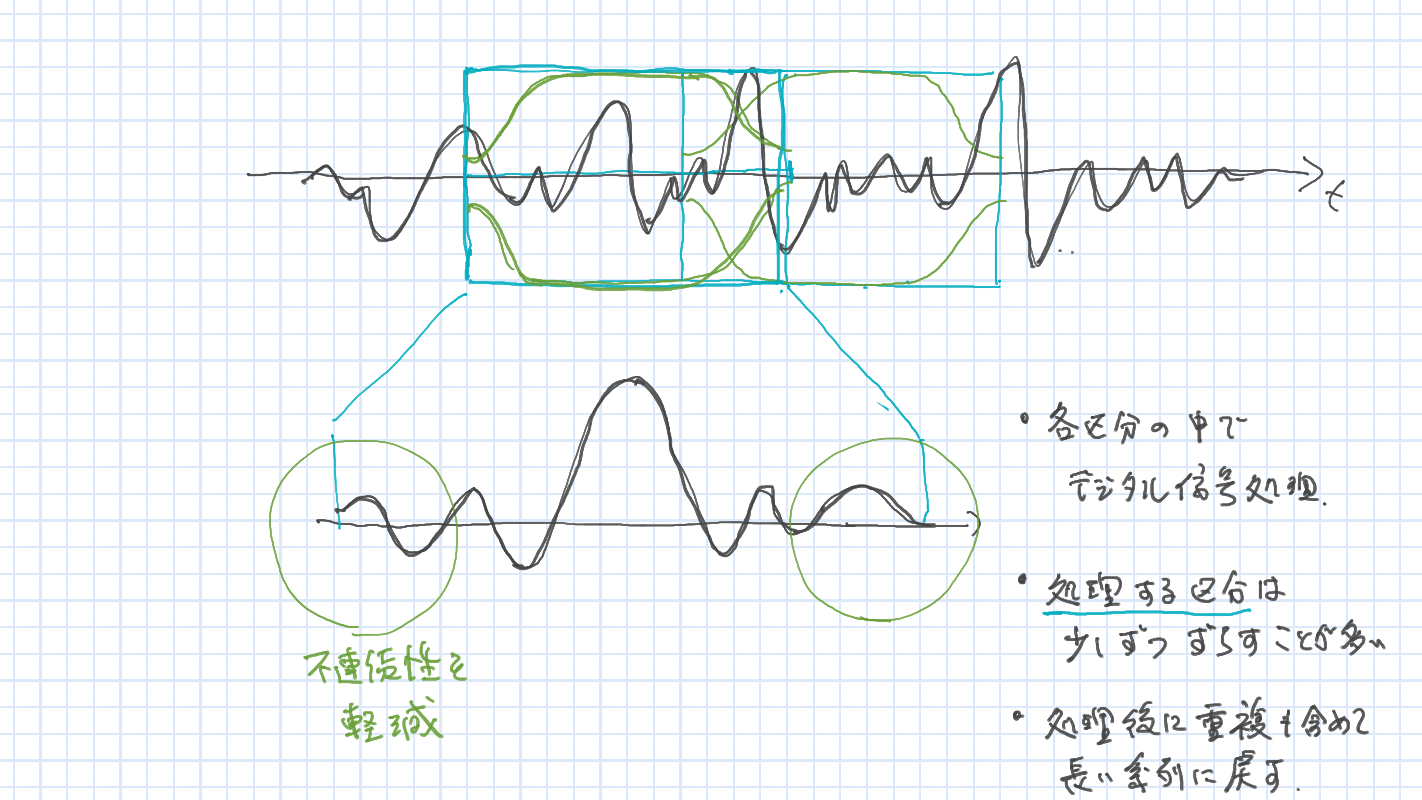 t
・各区分の中で
デジタル信号処理.
・処理する区分は
少しずつずらすことが多い
不連続性を
軽減
・処理後に重複も含めて
長い系列に戻す.